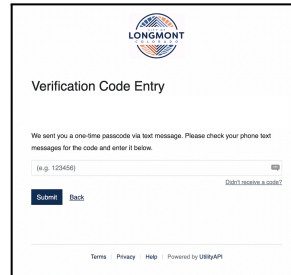 CITY OF
LONGMONT
COLORADO
Verification Code Entry
We sent you a one-time passcode via text message. Please check your phone text
messages for the code and enter it below.
(e.g. 123456)
Didn't receive a code?
Submit Back
Terms | Privacy | Help | Powered by UtilityAPI